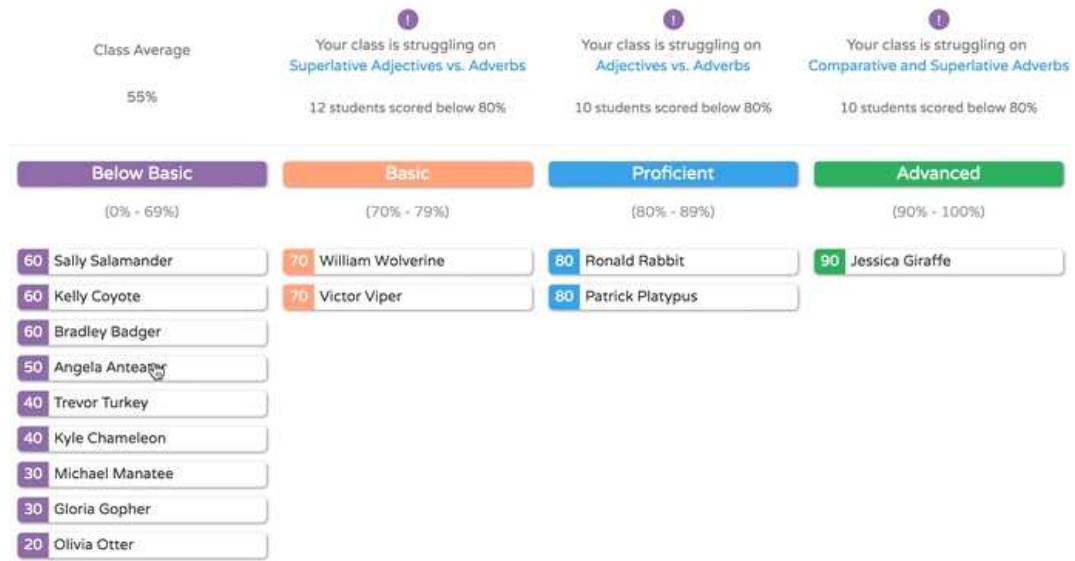 Class Average
55%
!
Your class is struggling on
Superlative Adjectives vs. Adverbs
12 students scored below 80%
!
Your class is struggling on
Adjectives vs. Adverbs
10 students scored below 80%
!
Your class is struggling on
Comparative and Superlative Adverbs
10 students scored below 80%
Below Basic
(0% - 69%)
60 Sally Salamander
60 Kelly Coyote
60 Bradley Badger
50 Angela Anteater
40 Trevor Turkey
40 Kyle Chameleon
30 Michael Manatee
30 Gloria Gopher
20 Olivia Otter
Basic
(70% - 79%)
70 William Wolverine
70 Victor Viper
Proficient
(80% - 89%)
80 Ronald Rabbit
80 Patrick Platypus
Advanced
(90% - 100%)
90 Jessica Giraffe